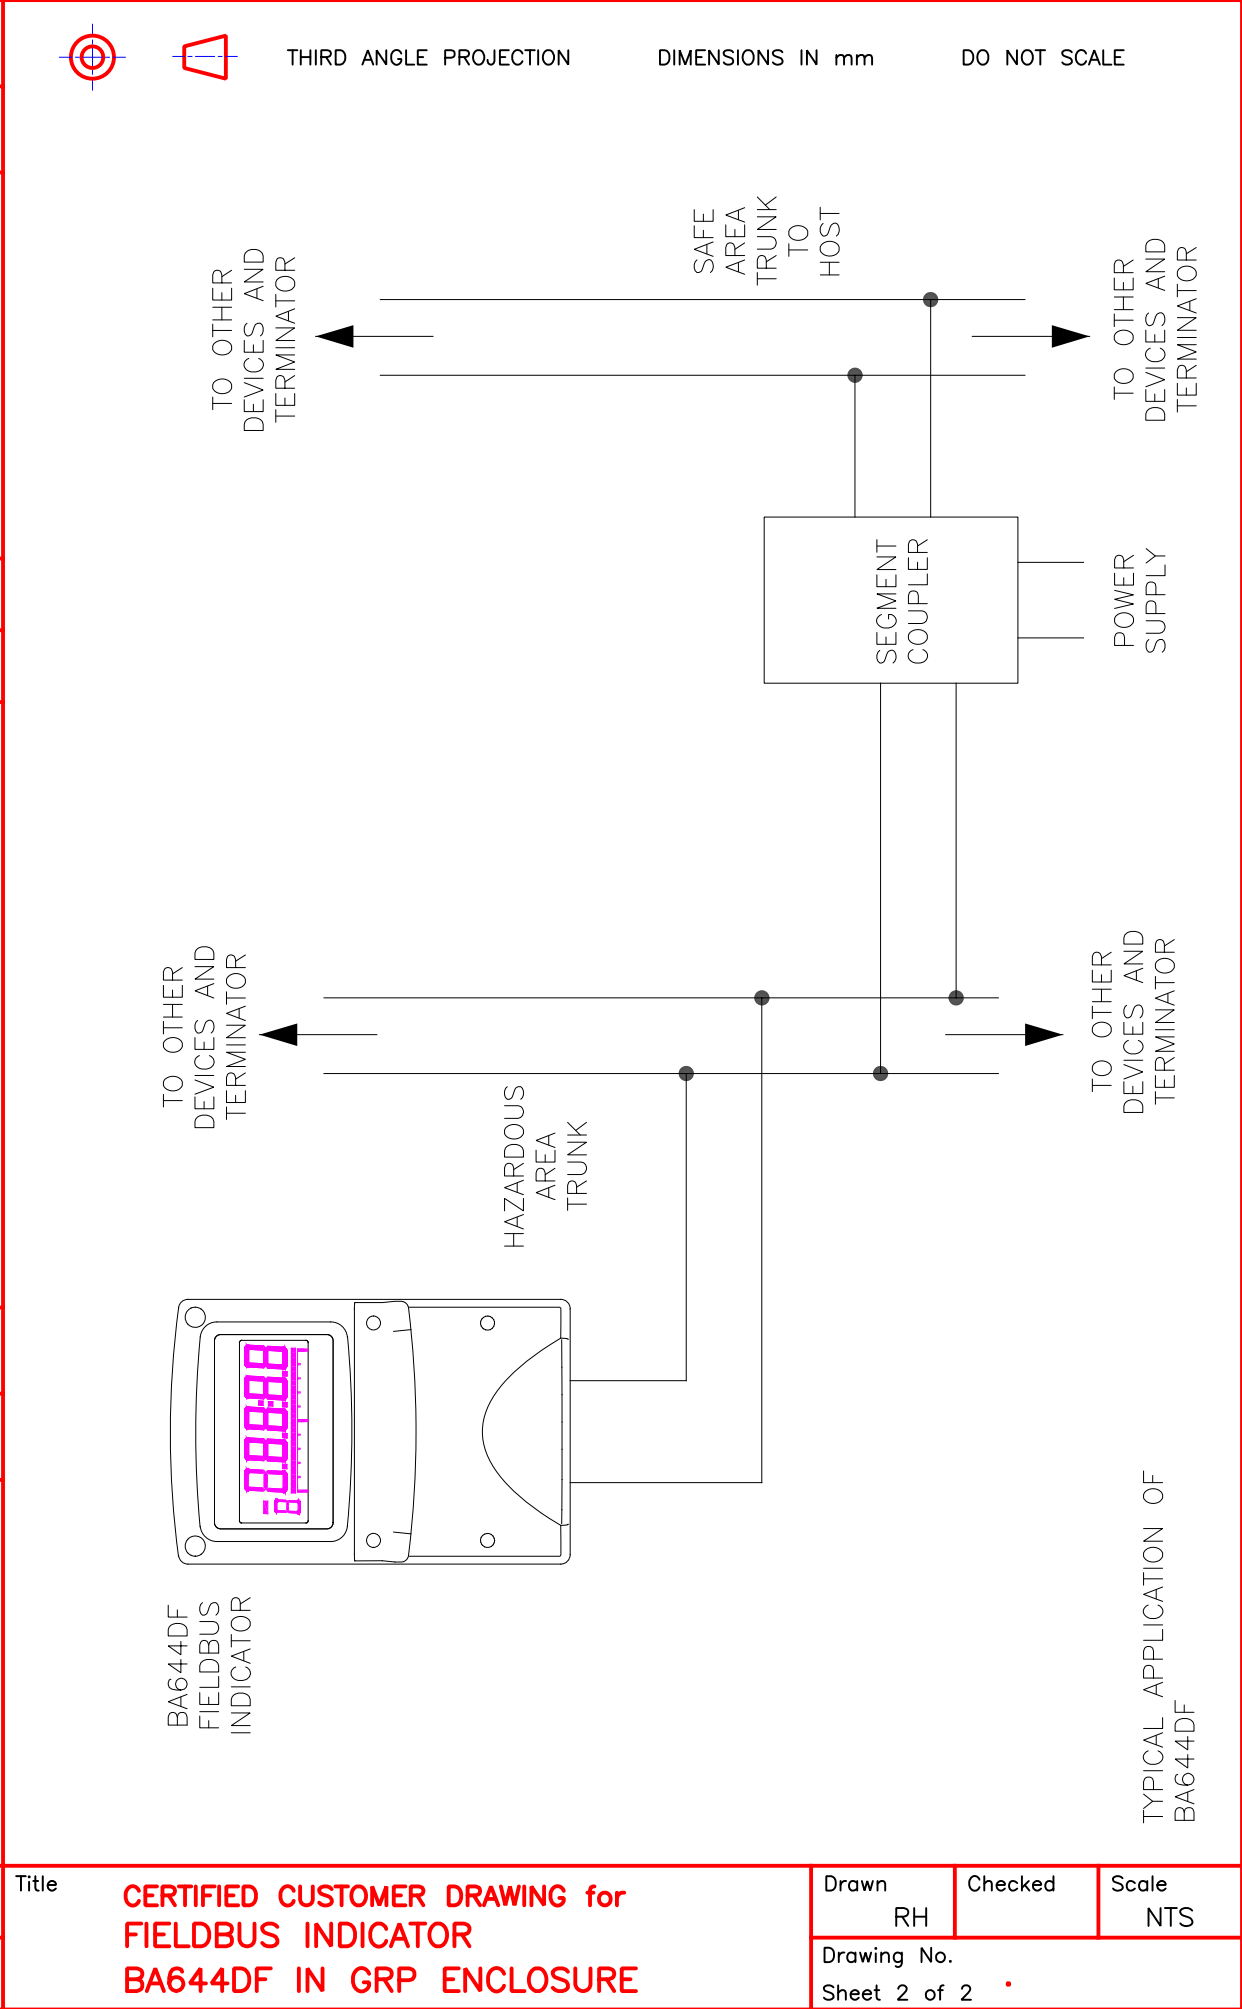 THIRD ANGLE PROJECTION DIMENSIONS IN mm DO NOT SCALE
TO OTHER
DEVICES AND
TERMINATOR
SAFE
AREA
TRUNK
TO
HOST
TO OTHER
DEVICES AND
TERMINATOR
SEGMENT
COUPLER
POWER
SUPPLY
TO OTHER
DEVICES AND
TERMINATOR
HAZARDOUS
AREA
TRUNK
TO OTHER
DEVICES AND
TERMINATOR
-8.8.8:8.8
8
BA644DF
FIELDBUS
INDICATOR
TYPICAL APPLICATION OF
BA644DF
Title
CERTIFIED CUSTOMER DRAWING for
FIELDBUS INDICATOR
BA644DF IN GRP ENCLOSURE
Drawn
RH
Checked
Scale
NTS
Drawing No.
Sheet 2 of 2